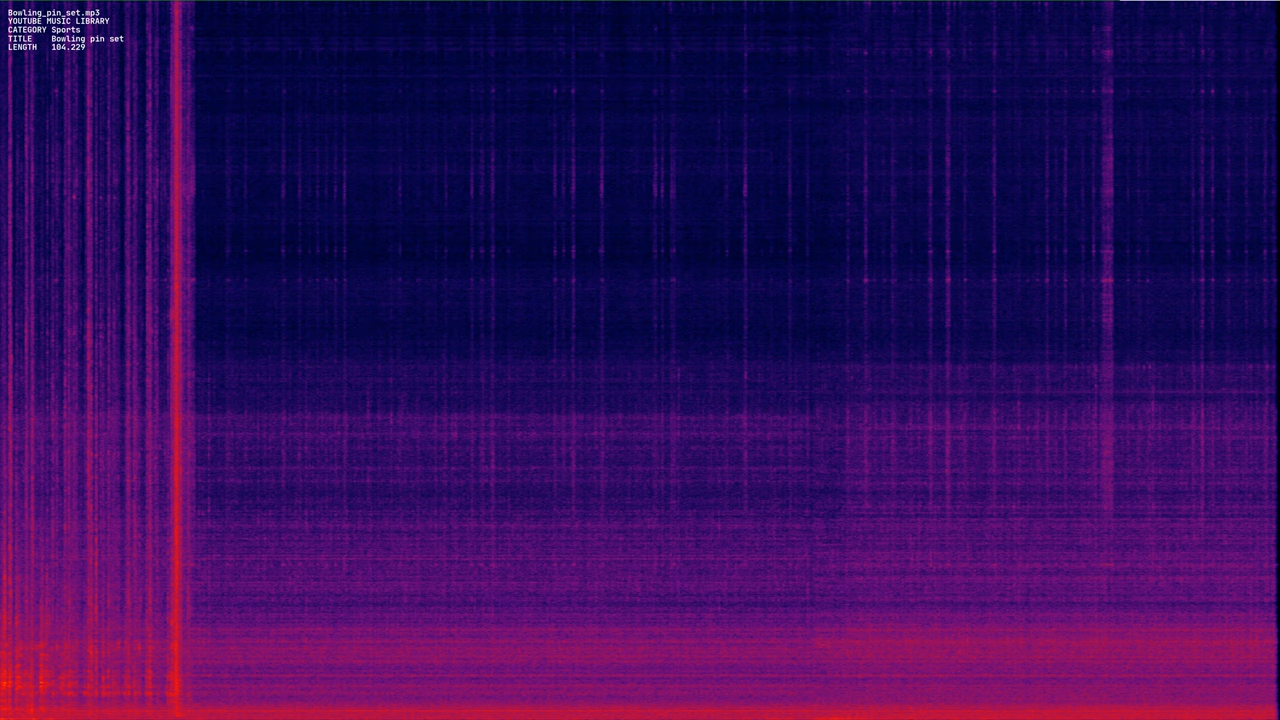 Bowling_pin_set.mp3
YOUTUBE MUSIC LIBRARY
CATEGORY Sports
TITLE Bowling pin set
LENGTH 104.229